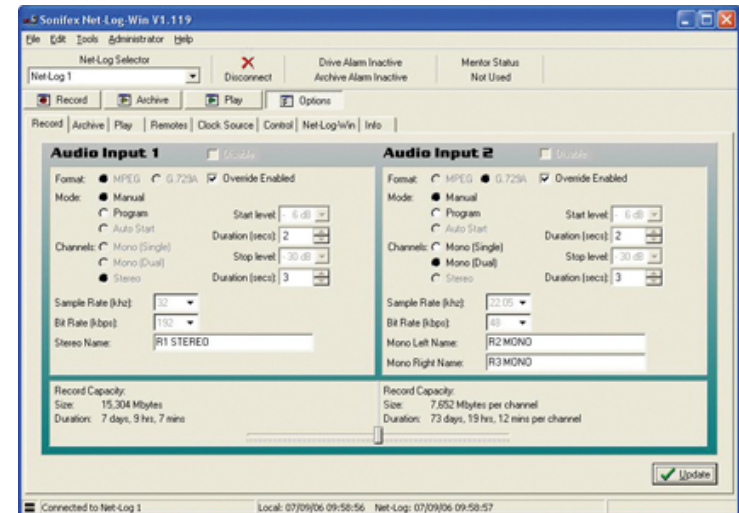 Sonifex Net-Log-Win V1.119
File Edit Tools Administrator Help
Net-Log Selector
Net-Log 1
Disconnect
Drive Alarm Inactive
Archive Alarm Inactive
Mentor Status
Not Used
Record Archive Play Options
Record Archive Play Remotes Clock Source Control Net-Log-Win Info
Audio Input 1 Disable
Format: MPEG G.729A Override Enabled
Mode: Manual
Program
Auto Start
Start level: - 6 dB
Duration (secs): 2
Channels: Mono (Single)
Mono (Dual)
Stereo
Stop level: - 30 dB
Duration (secs): 3
Sample Rate (khz): 32
Bit Rate (kbps): 192
Stereo Name: R1 STEREO
Audio Input 2 Disable
Format: MPEG G.729A Override Enabled
Mode: Manual
Program
Auto Start
Start level: - 6 dB
Duration (secs): 2
Channels: Mono (Single)
Mono (Dual)
Stereo
Stop level: - 30 dB
Duration (secs): 3
Sample Rate (khz): 22.05
Bit Rate (kbps): 48
Mono Left Name: R2 MONO
Mono Right Name: R3 MONO
Record Capacity:
Size: 15,304 Mbytes
Duration: 7 days, 9 hrs, 7 mins
Record Capacity:
Size: 7,652 Mbytes per channel
Duration: 73 days, 19 hrs, 12 mins per channel
Update
Connected to Net-Log 1 Local: 07/09/06 09:58:56 Net-Log: 07/09/06 09:58:57